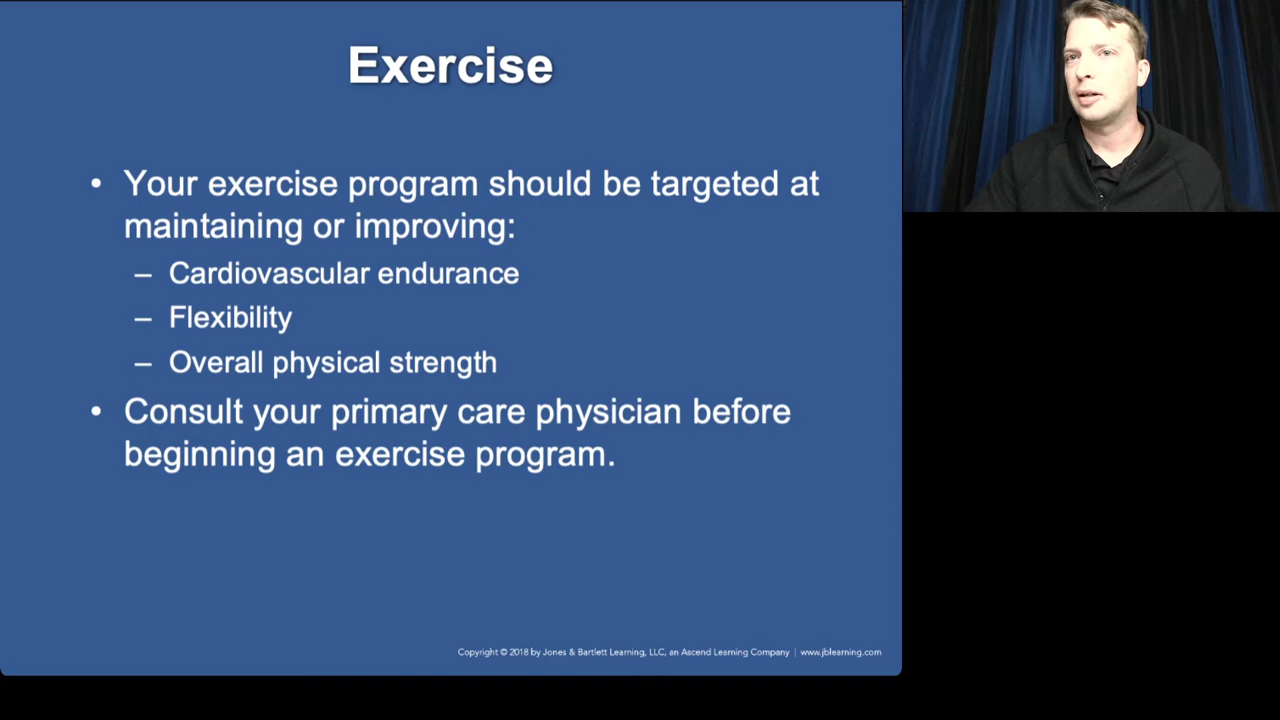 Exercise
• Your exercise program should be targeted at
maintaining or improving:
– Cardiovascular endurance
– Flexibility
– Overall physical strength
• Consult your primary care physician before
beginning an exercise program.
Copyright © 2018 by Jones & Bartlett Learning, LLC, an Ascend Learning Company | www.jblearning.com